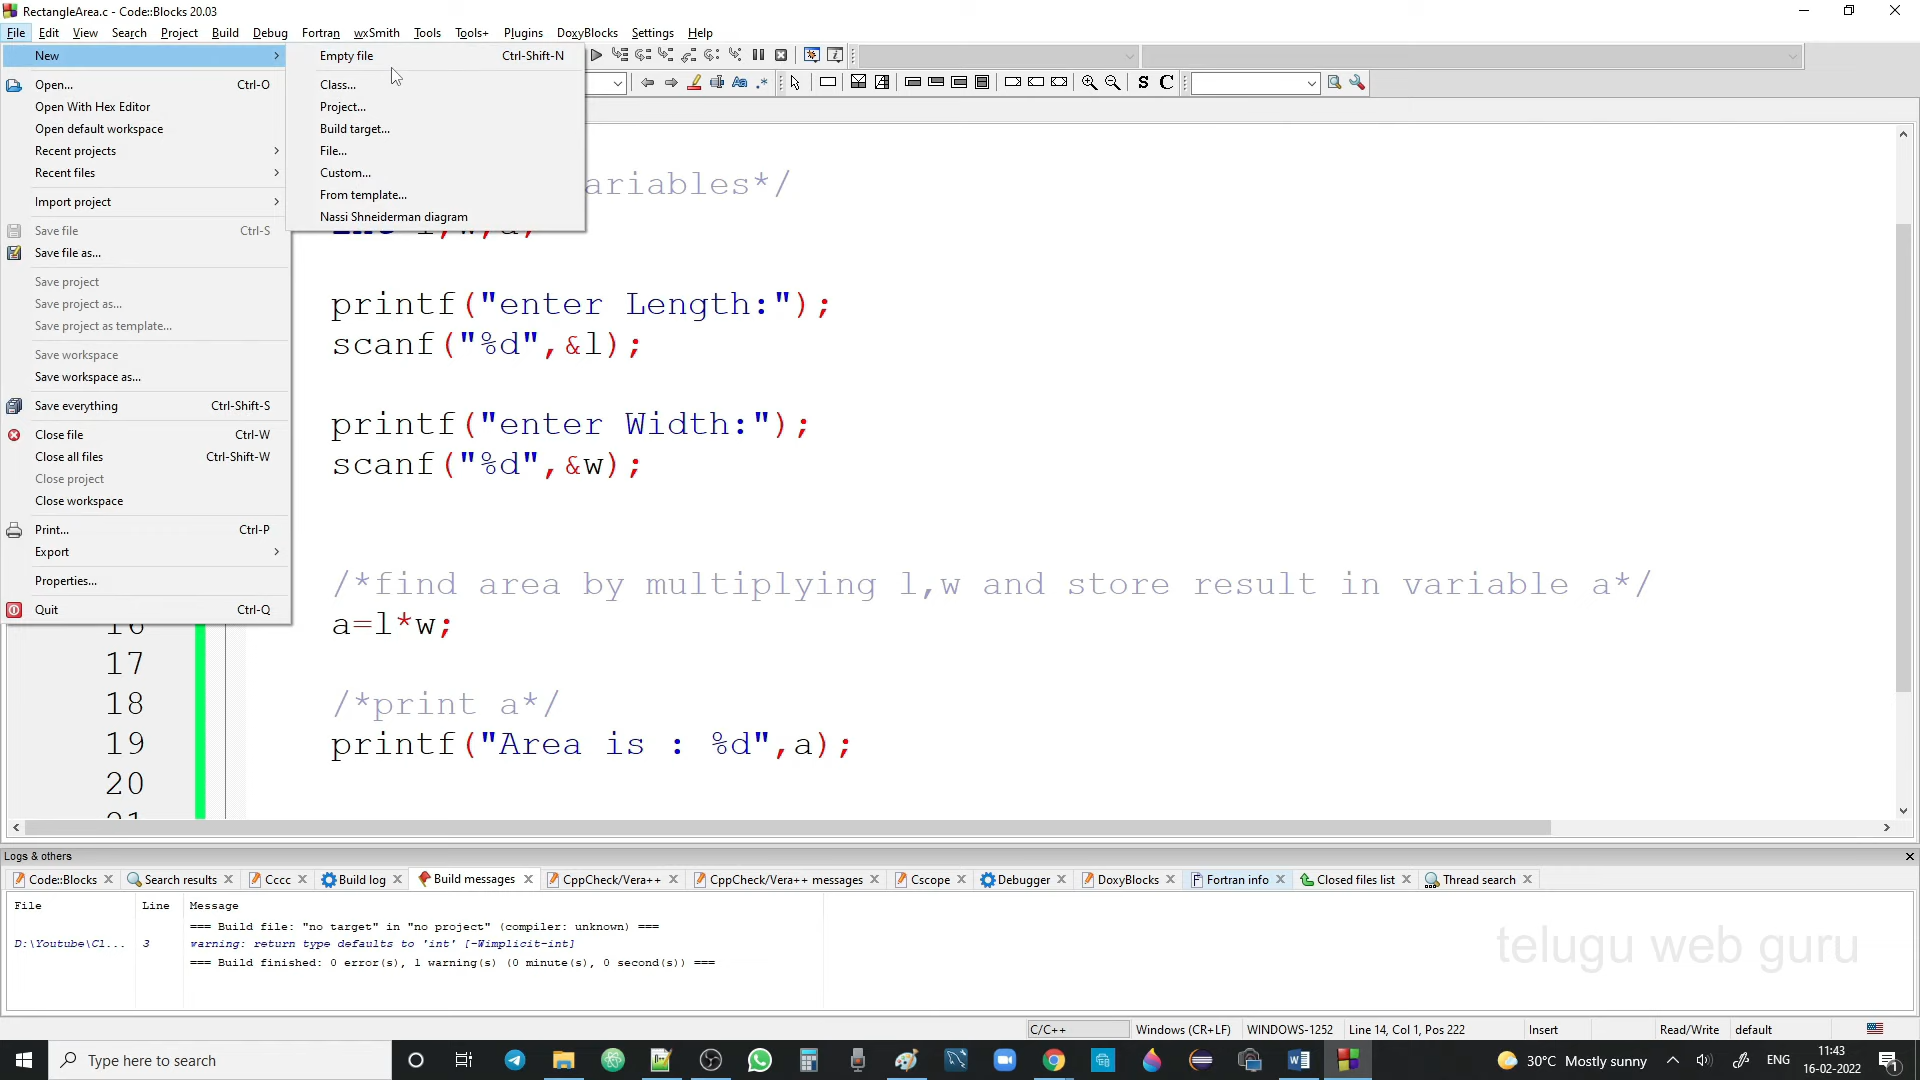 RectangleArea.c - Code::Blocks 20.03
File Edit View Search Project Build Debug Fortran wxSmith Tools Tools+ Plugins DoxyBlocks Settings Help
New
Empty file Ctrl-Shift-N
Open... Ctrl-O
Class...
Open With Hex Editor
Project...
Open default workspace
Build target...
Recent projects
File...
Recent files
Custom...
Import project
From template...
Save file Ctrl-S
Nassi Shneiderman diagram
Save file as...
Save project
Save project as...
Save project as template...
Save workspace
Save workspace as...
Save everything Ctrl-Shift-S
Close file Ctrl-W
Close all files Ctrl-Shift-W
Close project
Close workspace
Print... Ctrl-P
Export
Properties...
Quit Ctrl-Q
S C
ariables*/
printf("enter Length:");
scanf("%d",&l);
printf("enter Width:");
scanf("%d",&w);
/*find area by multiplying l,w and store result in variable a*/
16 a=l*w;
17
18 /*print a*/
19 printf("Area is : %d",a);
20
Logs & others
Code::Blocks Search results Cccc Build log Build messages CppCheck/Vera++ CppCheck/Vera++ messages Cscope Debugger DoxyBlocks Fortran info Closed files list Thread search
File Line Message
=== Build file: "no target" in "no project" (compiler: unknown) ===
D:\Youtube\Cl... 3 warning: return type defaults to 'int' [-Wimplicit-int]
=== Build finished: 0 error(s), 1 warning(s) (0 minute(s), 0 second(s)) ===
telugu web guru
C/C++ Windows (CR+LF) WINDOWS-1252 Line 14, Col 1, Pos 222 Insert Read/Write default
Type here to search
30°C Mostly sunny ENG 11:43
16-02-2022
1